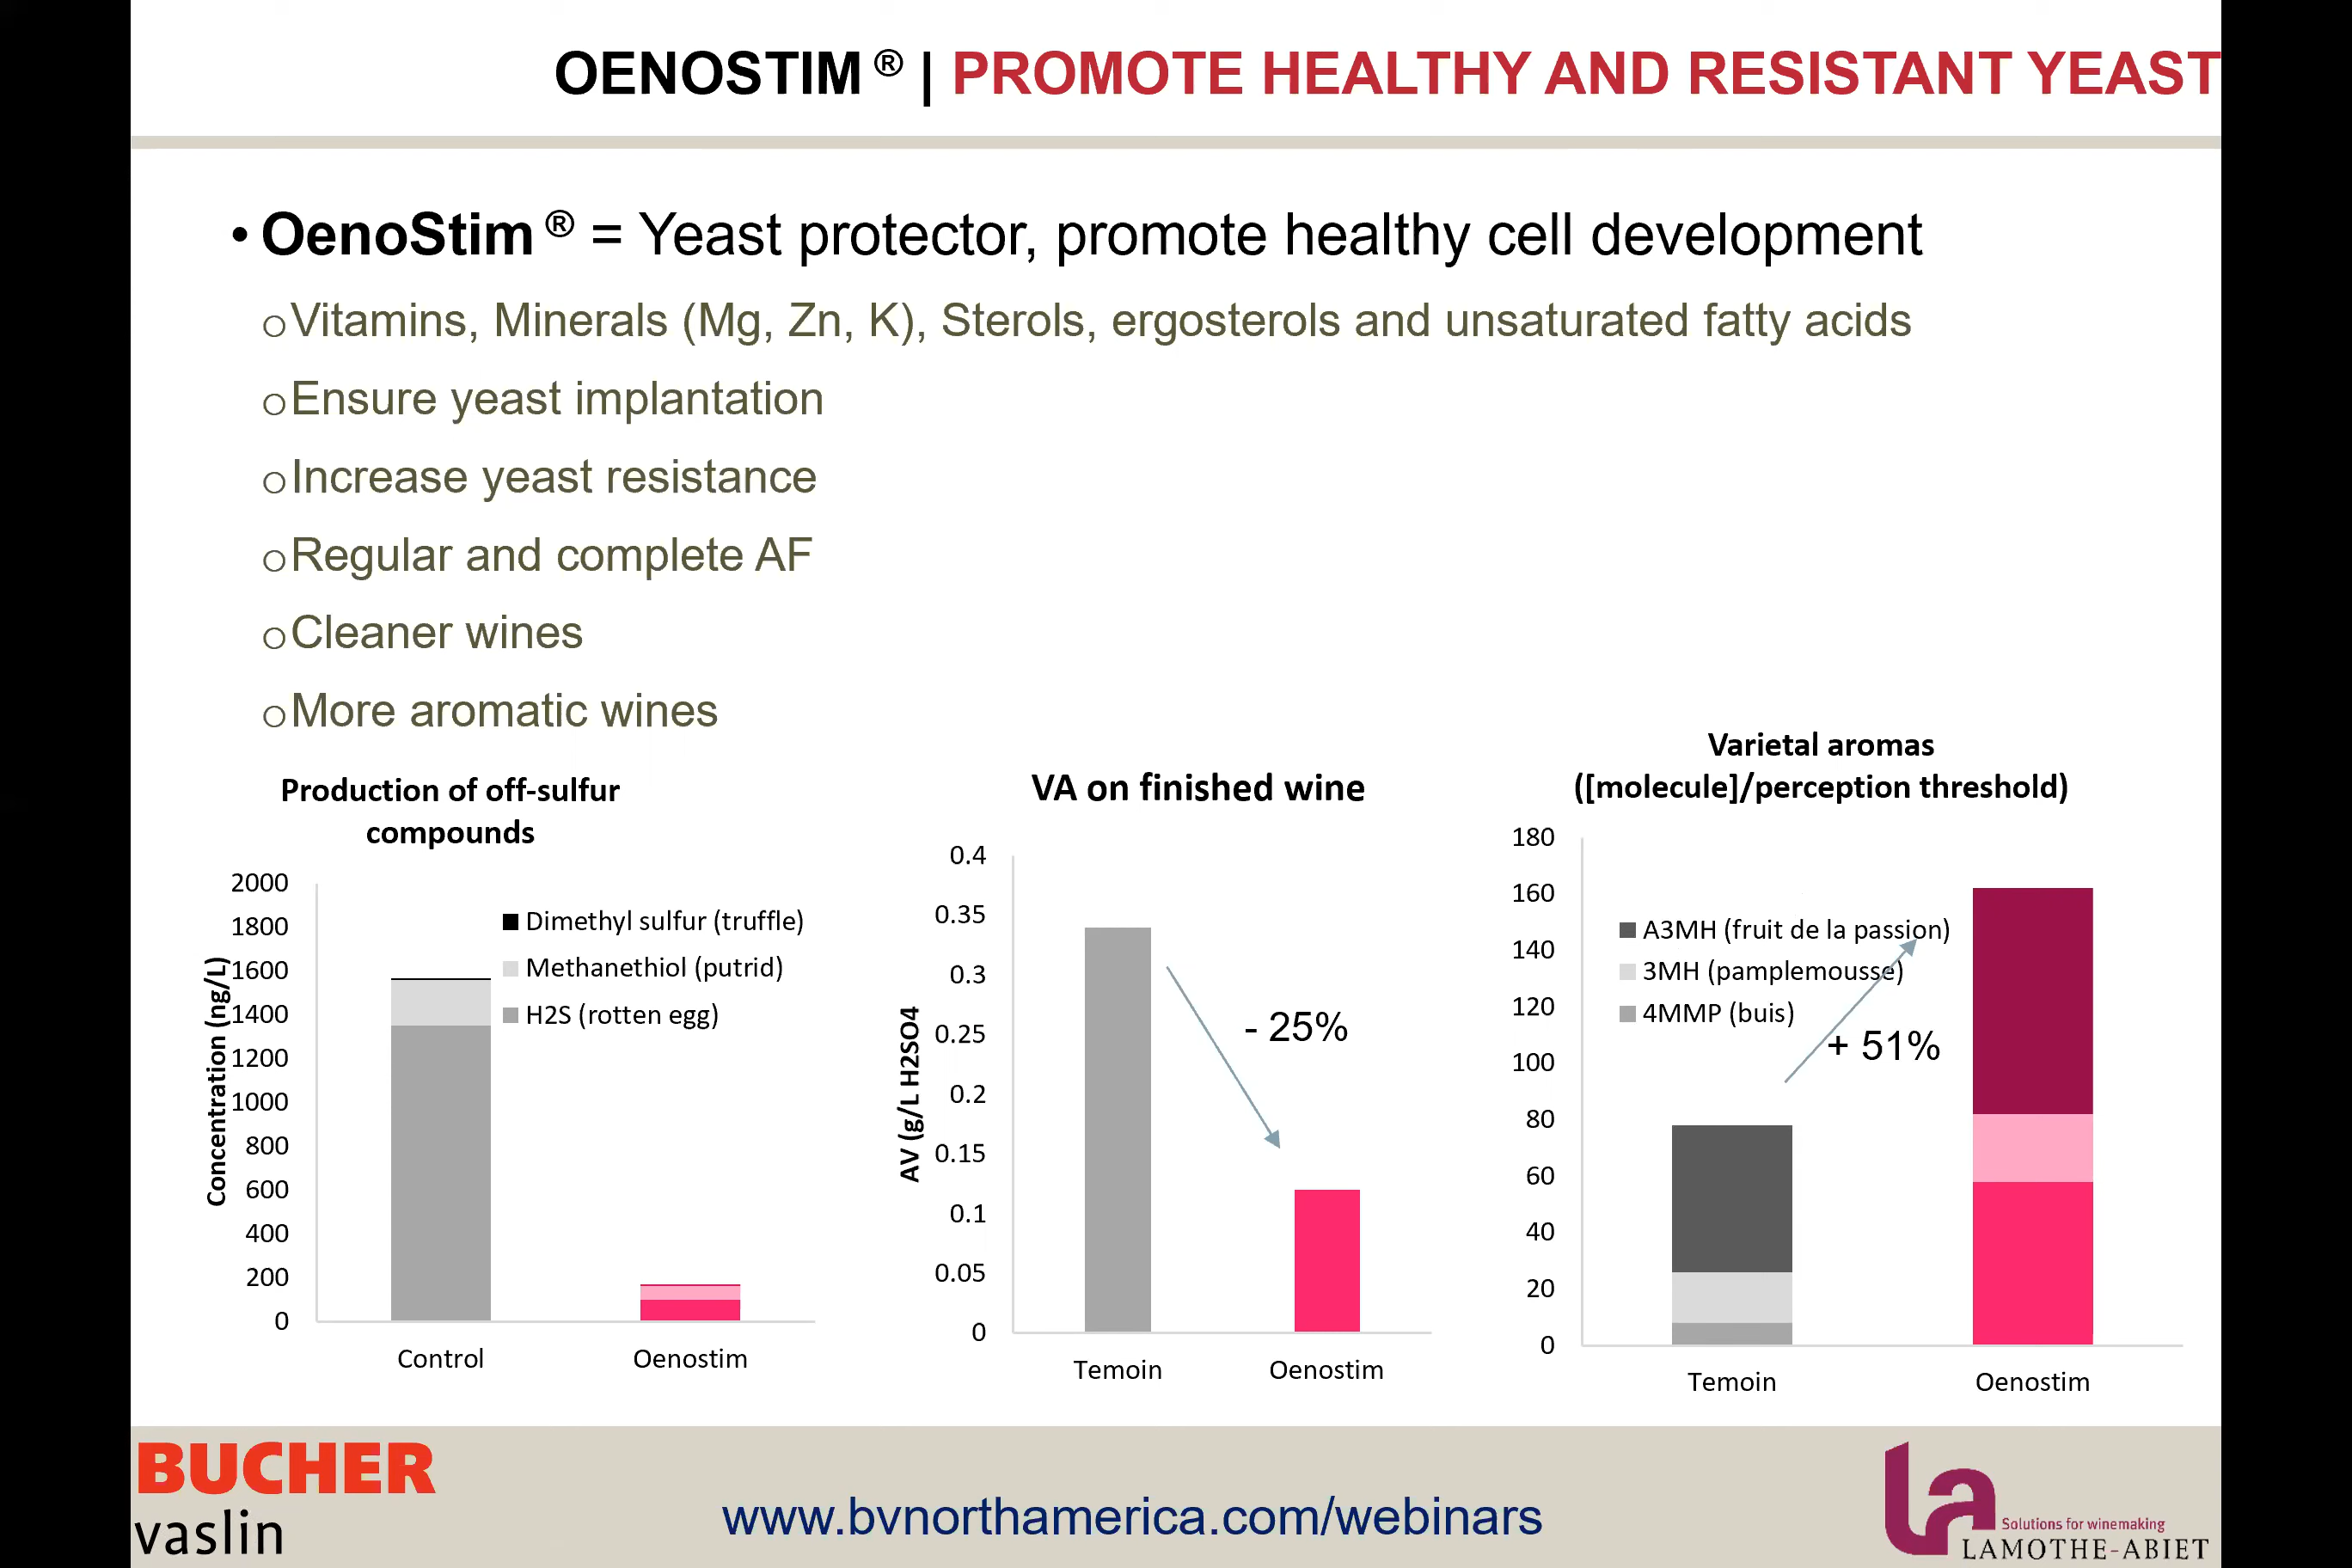 OENOSTIM ® | PROMOTE HEALTHY AND RESISTANT YEAST
• OenoStim ® = Yeast protector, promote healthy cell development
o Vitamins, Minerals (Mg, Zn, K), Sterols, ergosterols and unsaturated fatty acids
o Ensure yeast implantation
o Increase yeast resistance
o Regular and complete AF
o Cleaner wines
o More aromatic wines
Production of off-sulfur
compounds
Concentration (ng/L)
2000
1800
1600
1400
1200
1000
800
600
400
200
0
Dimethyl sulfur (truffle)
Methanethiol (putrid)
H2S (rotten egg)
Control
Oenostim
VA on finished wine
AV (g/L H2SO4
0.4
0.35
0.3
0.25
0.2
0.15
0.1
0.05
0
- 25%
Temoin
Oenostim
Varietal aromas
([molecule]/perception threshold)
180
160
140
120
100
80
60
40
20
0
A3MH (fruit de la passion)
3MH (pamplemousse)
4MMP (buis)
+ 51%
Temoin
Oenostim
BUCHER
vaslin
www.bvnorthamerica.com/webinars
la
Solutions for winemaking
LAMOTHE-ABIET